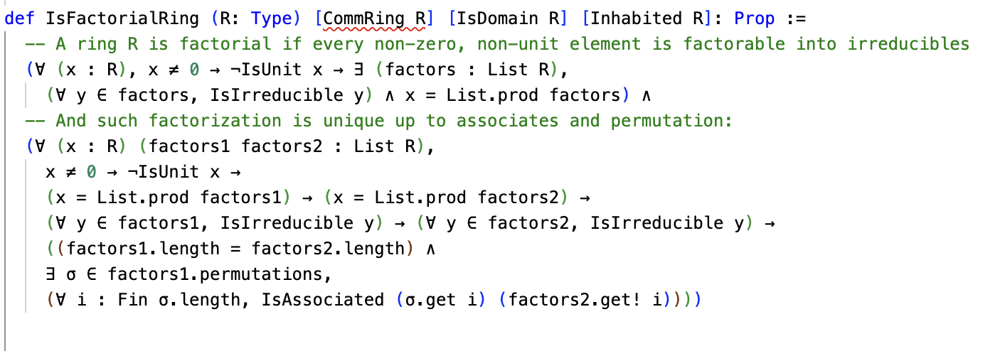 def IsFactorialRing (R: Type) [CommRing R] [IsDomain R] [Inhabited R]: Prop :=
  -- A ring R is factorial if every non-zero, non-unit element is factorable into irreducibles
  (∀ (x : R), x ≠ 0 → ¬IsUnit x → ∃ (factors : List R),
    (∀ y ∈ factors, IsIrreducible y) ∧ x = List.prod factors) ∧
  -- And such factorization is unique up to associates and permutation:
  (∀ (x : R) (factors1 factors2 : List R),
    x ≠ 0 → ¬IsUnit x →
    (x = List.prod factors1) → (x = List.prod factors2) →
    (∀ y ∈ factors1, IsIrreducible y) → (∀ y ∈ factors2, IsIrreducible y) →
    ((factors1.length = factors2.length) ∧
    ∃ σ ∈ factors1.permutations,
    (∀ i : Fin σ.length, IsAssociated (σ.get i) (factors2.get! i))))